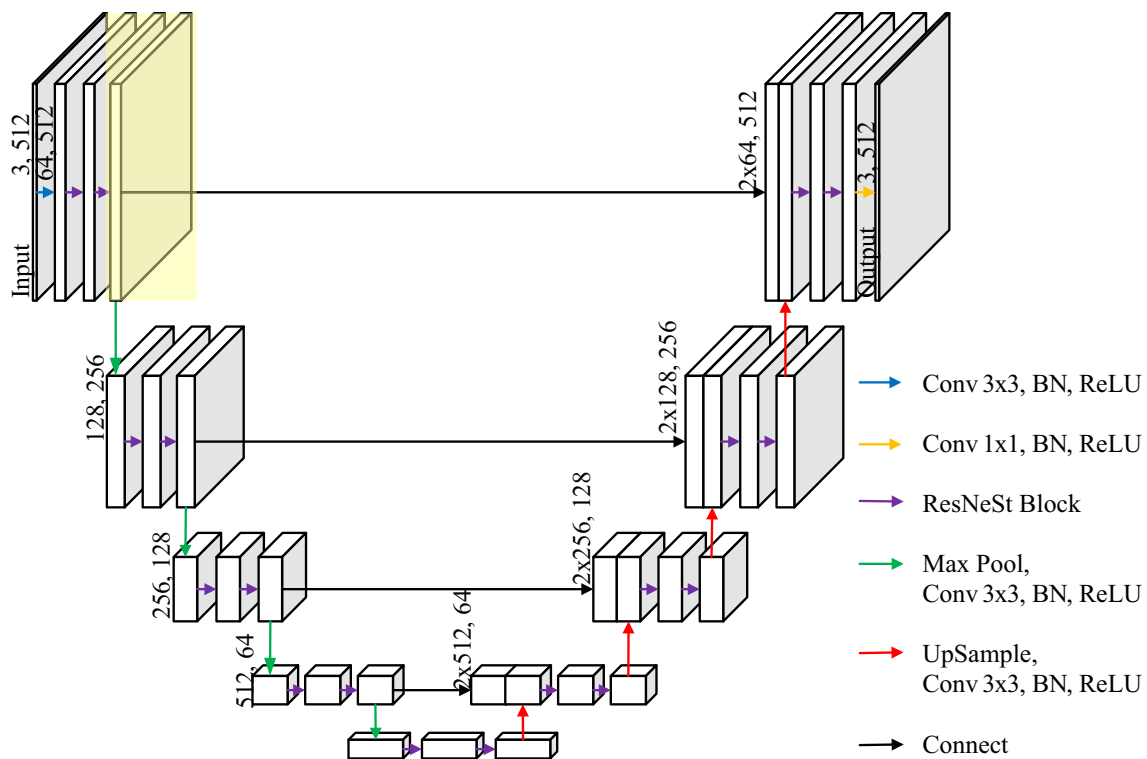 Input 3, 512
64, 512
2x64, 512
Output 3, 512
128, 256
2x128, 256
256, 128
2x256, 128
512, 64
2x512, 64
Conv 3x3, BN, ReLU
Conv 1x1, BN, ReLU
ResNeSt Block
Max Pool,
Conv 3x3, BN, ReLU
UpSample,
Conv 3x3, BN, ReLU
Connect